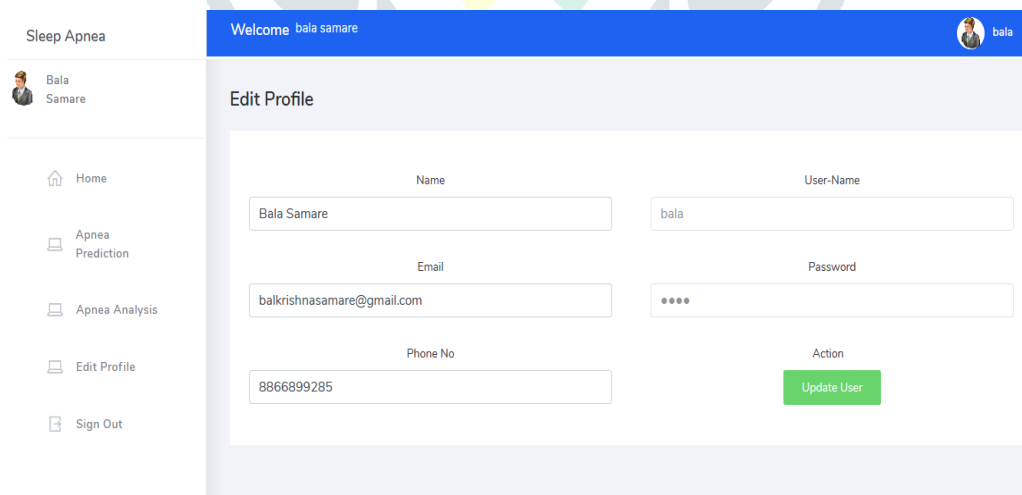 Sleep Apnea
Welcome bala samare
bala
Bala
Samare
Edit Profile
Home
Apnea
Prediction
Apnea Analysis
Edit Profile
Sign Out
Name
User-Name
Bala Samare
bala
Email
Password
balkrishnasamare@gmail.com
••••
Phone No
Action
8866899285
Update User